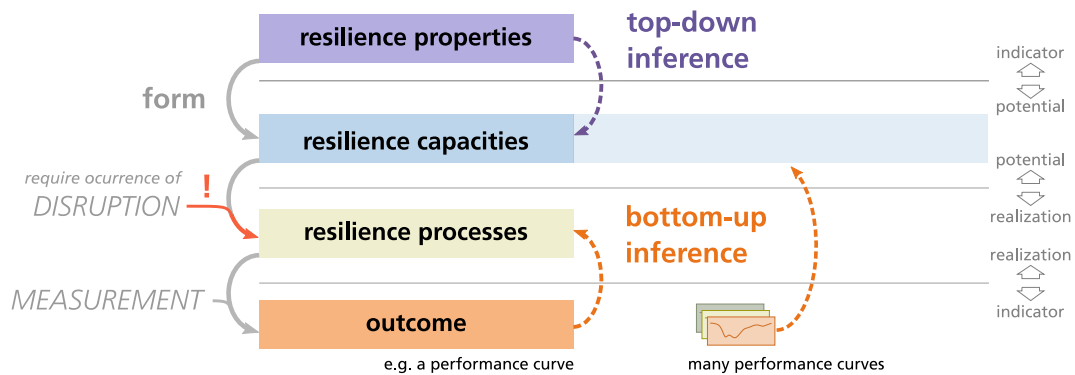 resilience properties
top-down
inference
indicator
potential
form
resilience capacities
potential
realization
require ocurrence of
DISRUPTION
!
resilience processes
bottom-up
inference
realization
indicator
MEASUREMENT
outcome
e.g. a performance curve
many performance curves